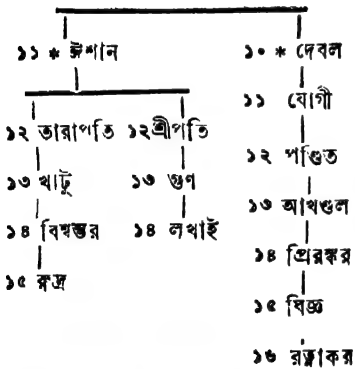 ১১ * ঈশান
১০ * দেবল
১১ যোগী
১২ তারাপতি ১২ শ্রীপতি
১২ পণ্ডিত
১৩ খাটু ১৩ গুণ
১৩ আখণ্ডল
১৪ বিশ্বম্ভর ১৪ লখাই
১৪ প্রিরঙ্কর
১৫ রুদ্র
১৫ বিজ্ঞ
১৬ রত্নাকর